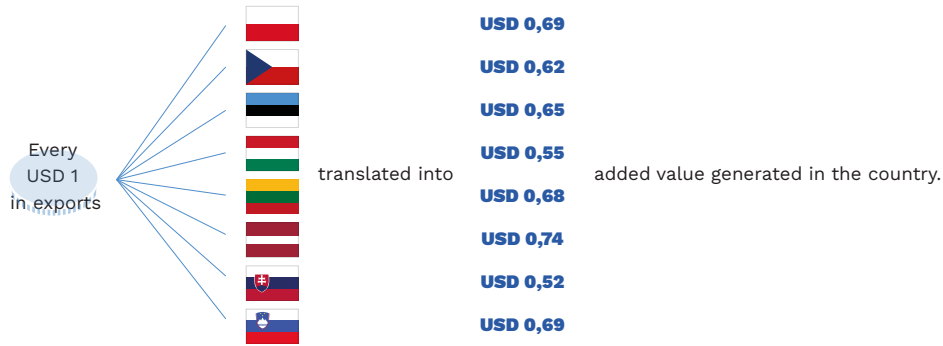 Every
USD 1
in exports
translated into
USD 0,69
USD 0,62
USD 0,65
USD 0,55
USD 0,68
USD 0,74
USD 0,52
USD 0,69
added value generated in the country.